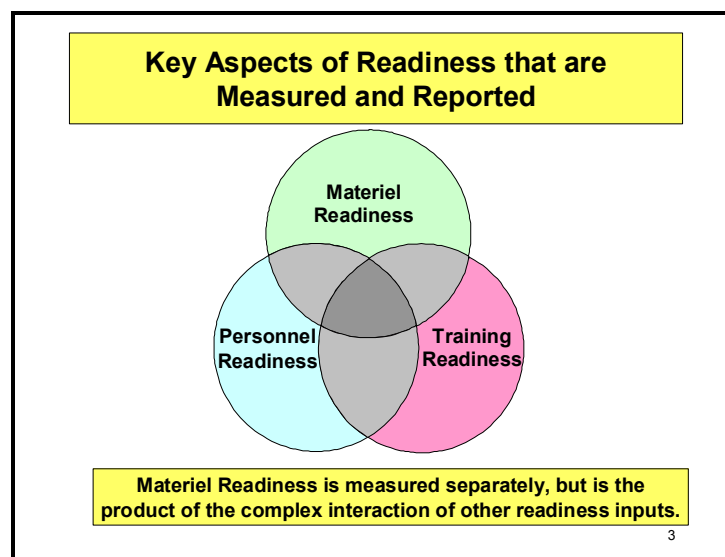 Key Aspects of Readiness that are
Measured and Reported
Materiel
Readiness
Personnel
Readiness
Training
Readiness
Materiel Readiness is measured separately, but is the
product of the complex interaction of other readiness inputs.
3